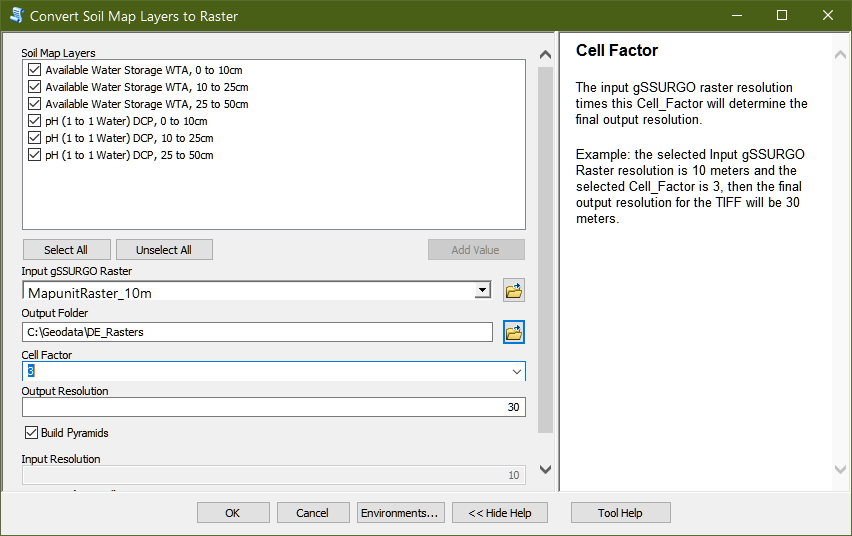 Convert Soil Map Layers to Raster
Soil Map Layers
Available Water Storage WTA, 0 to 10cm
Available Water Storage WTA, 10 to 25cm
Available Water Storage WTA, 25 to 50cm
pH (1 to 1 Water) DCP, 0 to 10cm
pH (1 to 1 Water) DCP, 10 to 25cm
pH (1 to 1 Water) DCP, 25 to 50cm
Select All
Unselect All
Add Value
Input gSSURGO Raster
MapunitRaster_10m
Output Folder
C:\Geodata\DE_Rasters
Cell Factor
3
Output Resolution
30
Build Pyramids
Input Resolution
10
Cell Factor
The input gSSURGO raster resolution
times this Cell_Factor will determine the
final output resolution.
Example: the selected Input gSSURGO
Raster resolution is 10 meters and the
selected Cell_Factor is 3, then the final
output resolution for the TIFF will be 30
meters.
OK
Cancel
Environments...
<< Hide Help
Tool Help